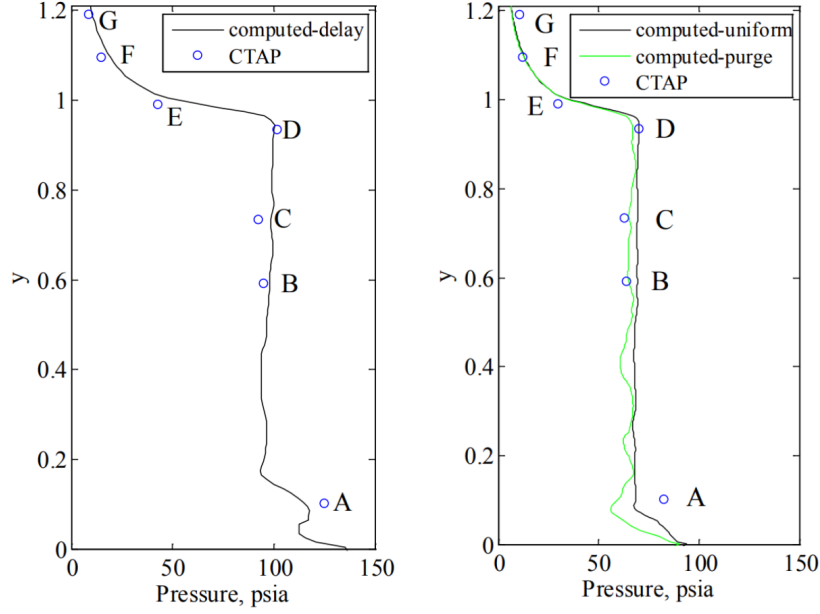 1.2
1
0.8
0.6
0.4
0.2
0
y
G
F
E
D
C
B
A
computed-delay
CTAP
0
50
100
150
Pressure, psia
1.2
1
0.8
0.6
0.4
0.2
0
y
G
F
E
D
C
B
A
computed-uniform
computed-purge
CTAP
0
50
100
150
Pressure, psia